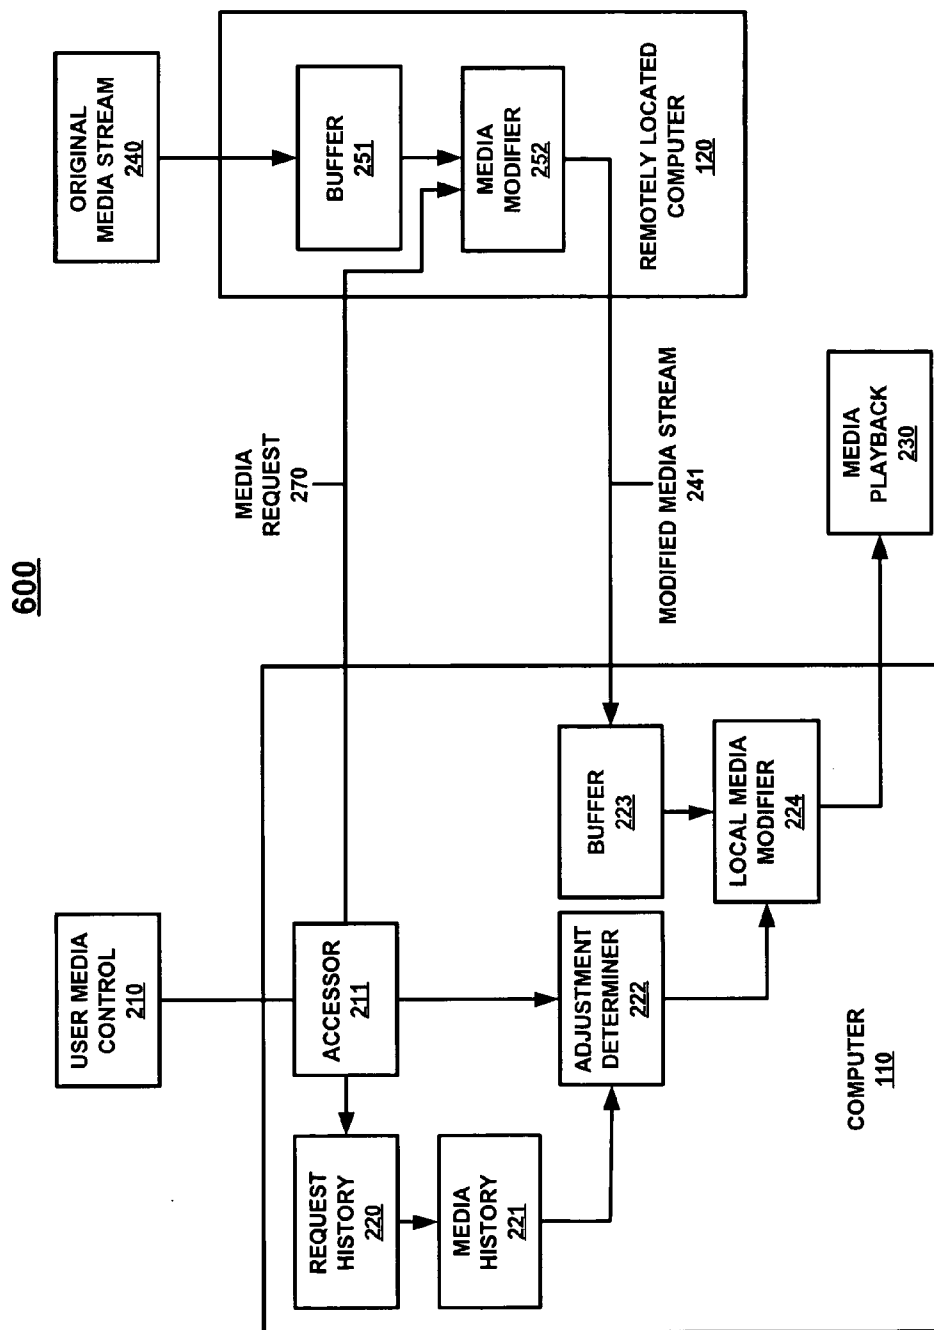 600
USER MEDIA
CONTROL
210
ORIGINAL
MEDIA STREAM
240
REQUEST
HISTORY
220
ACCESSOR
211
MEDIA
REQUEST
270
BUFFER
251
MEDIA
HISTORY
221
MEDIA
MODIFIER
252
ADJUSTMENT
DETERMINER
222
BUFFER
223
MODIFIED MEDIA STREAM
241
REMOTELY LOCATED
COMPUTER
120
LOCAL MEDIA
MODIFIER
224
COMPUTER
110
MEDIA
PLAYBACK
230